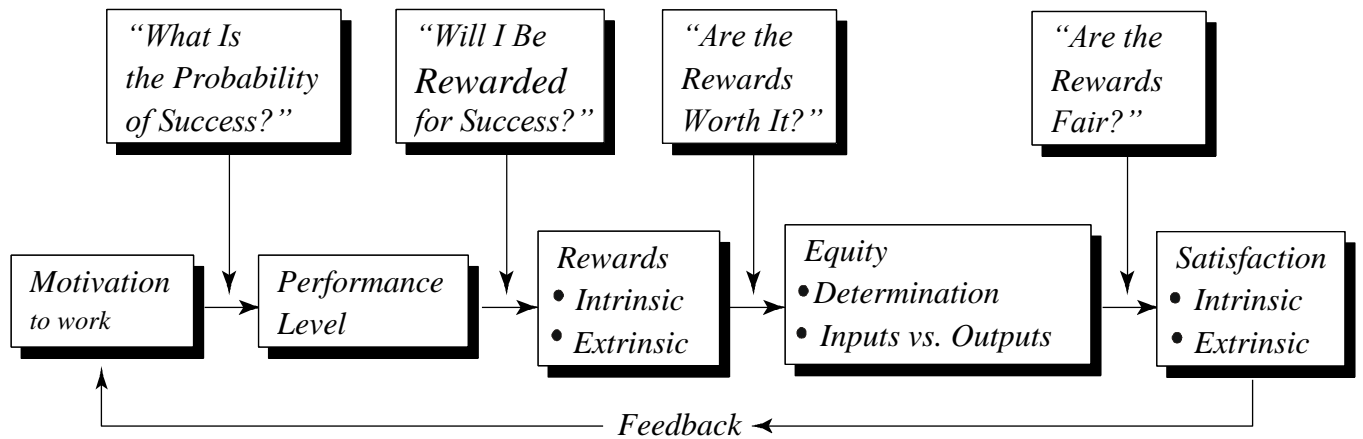 “What Is
the Probability
of Success?”
“Will I Be
Rewarded
for Success?”
“Are the
Rewards
Worth It?”
“Are the
Rewards
Fair?”
Motivation
to work
Performance
Level
Rewards
• Intrinsic
• Extrinsic
Equity
• Determination
• Inputs vs. Outputs
Satisfaction
• Intrinsic
• Extrinsic
Feedback